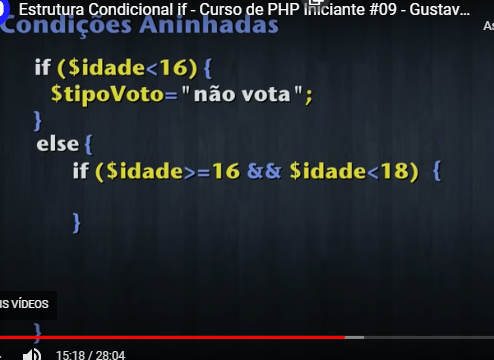 Estrutura Condicional if - Curso de PHP Iniciante #09 - Gustav...
Condições Aninhadas
As
if ($idade<16) {
$tipoVoto="não vota";
}
else {
if ($idade>=16 && $idade<18) {
}
IS VÍDEOS
}
15:18 / 28:04